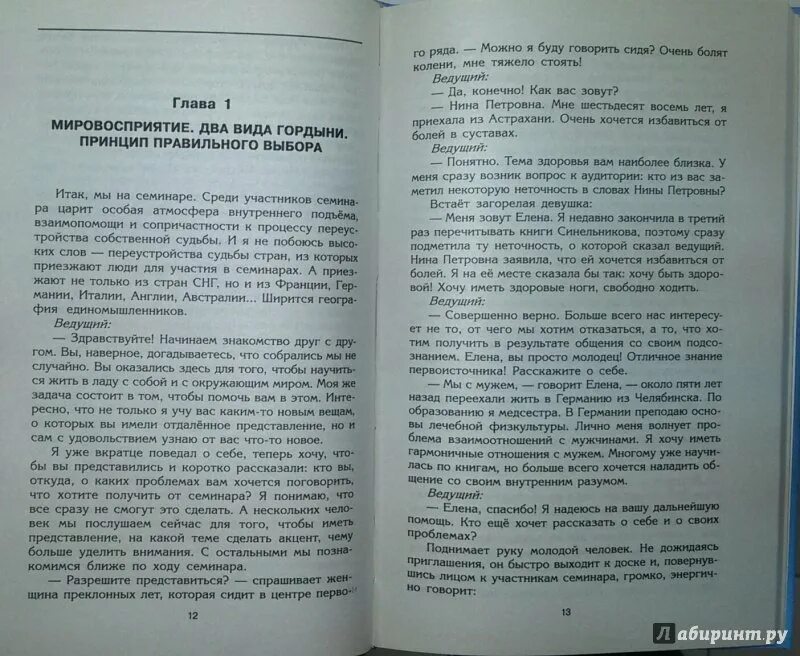 Глава 1
МИРОВОСПРИЯТИЕ. ДВА ВИДА ГОРДЫНИ.
ПРИНЦИП ПРАВИЛЬНОГО ВЫБОРА
Итак, мы на семинаре. Среди участников семина-
ра царит особая атмосфера внутреннего подъёма,
взаимопомощи и сопричастности к процессу переус-
тройства собственной судьбы. И я не побоюсь высо-
ких слов — переустройства судьбы стран, из которых
приезжают люди для участия в семинарах. А приез-
жают не только из стран СНГ, но и из Франции, Гер-
мании, Италии, Англии, Австралии... Ширится геогра-
фия единомышленников.
Ведущий:
— Здравствуйте! Начинаем знакомство друг с дру-
гом. Вы, наверное, догадываетесь, что собрались мы не
случайно. Вы оказались здесь для того, чтобы научить-
ся жить в ладу с собой и с окружающим миром. Моя же
задача состоит в том, чтобы помочь вам в этом. Инте-
ресно, что не только я учу вас каким-то новым вещам,
о которых вы имели отдалённое представление, но и
сам с удовольствием узнаю от вас что-то новое.
Я уже вкратце поведал о себе, теперь хочу, что-
бы вы представились и коротко рассказали: кто вы,
откуда, о каких проблемах вам хочется поговорить,
что хотите получить от семинара? Я понимаю, что
все сразу не смогут это сделать. А нескольких чело-
век мы послушаем сейчас для того, чтобы иметь
представление, на какой теме сделать акцент, чему
больше уделить внимания. С остальными мы позна-
комимся ближе по ходу семинара.
— Разрешите представиться? — спрашивает жен-
щина преклонных лет, которая сидит в центре перво-
12
го ряда. — Можно я буду говорить сидя? Очень болят
колени, мне тяжело стоять!
Ведущий:
— Да, конечно! Как вас зовут?
— Нина Петровна. Мне шестьдесят восемь лет, я
приехала из Астрахани. Очень хочется избавиться от
болей в суставах.
Ведущий:
— Понятно. Тема здоровья вам наиболее близка. У
меня сразу возник вопрос к аудитории: кто из вас за-
метил некоторую неточность в словах Нины Петровны?
Встаёт загорелая девушка:
— Меня зовут Елена. Я недавно закончила в третий
раз перечитывать книги Синельникова, поэтому сразу
подметила ту неточность, о которой сказал ведущий.
Нина Петровна заявила, что ей хочется избавиться от
болей. Я на её месте сказала бы так: хочу быть здоро-
вой! Хочу иметь здоровые ноги, свободно ходить.
Ведущий:
— Совершенно верно. Больше всего нас интересу-
ет не то, от чего мы хотим отказаться, а то, что хо-
тим получить в результате общения со своим подсо-
знанием. Елена, вы просто молодец! Отличное знание
первоисточника! Расскажите о себе.
— Мы с мужем, — говорит Елена, — около пяти лет
назад переехали жить в Германию из Челябинска. По
образованию я медсестра. В Германии преподаю осно-
вы лечебной физкультуры. Лично меня волнует про-
блема взаимоотношений с мужчинами. Я хочу иметь
гармоничные отношения с мужем. Многому уже научи-
лась по книгам, но больше всего хочется наладить об-
щение со своим внутренним разумом.
Ведущий:
— Елена, спасибо! Я надеюсь на вашу дальнейшую
помощь. Кто ещё хочет рассказать о себе и о своих
проблемах?
Поднимает руку молодой человек. Не дожидаясь
приглашения, он быстро выходит к доске и, повернув-
шись лицом к участникам семинара, громко, энергич-
но говорит:
13
Лабиринт.ру